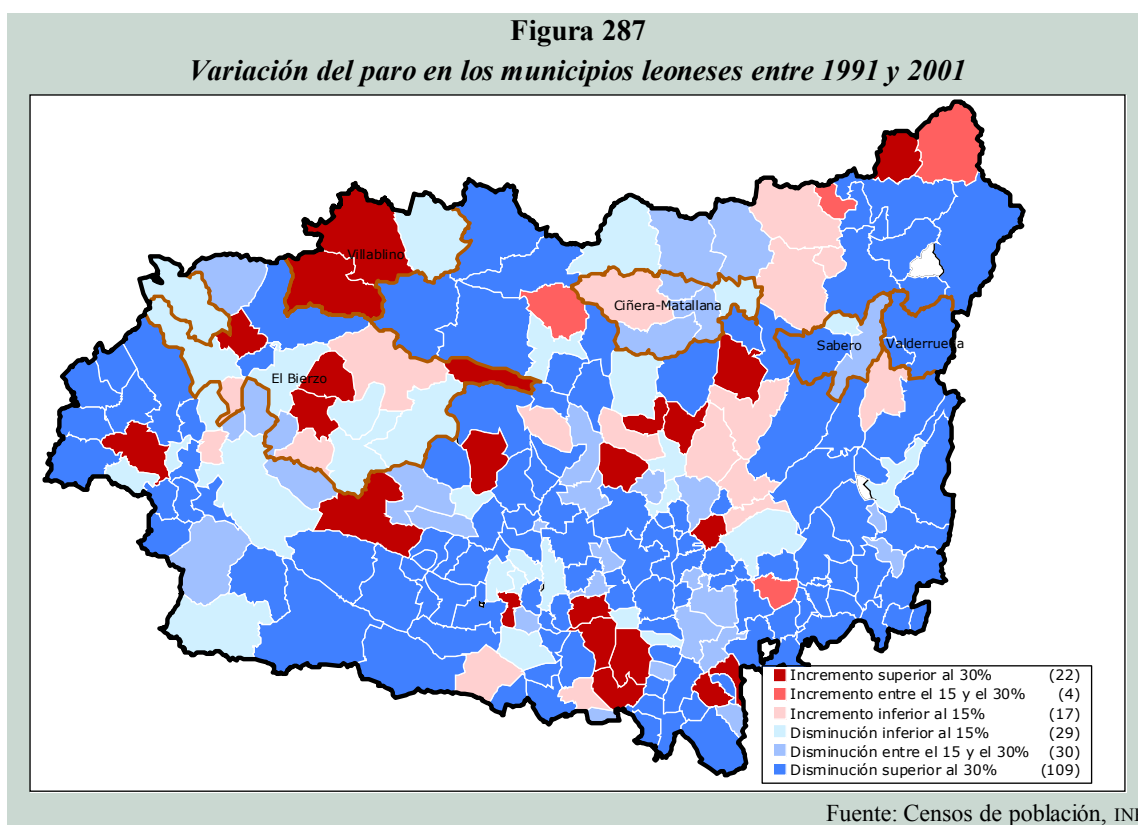 Figura 287
Variación del paro en los municipios leoneses entre 1991 y 2001
Villablino
Ciñera-Matallana
Sabero
Valderrueda
El Bierzo
Incremento superior al 30% (22)
Incremento entre el 15 y el 30% (4)
Incremento inferior al 15% (17)
Disminución inferior al 15% (29)
Disminución entre el 15 y el 30% (30)
Disminución superior al 30% (109)
Fuente: Censos de población, INE